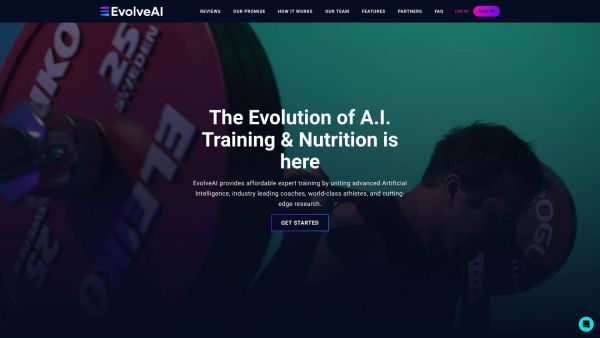 EvolveAI
REVIEWS OUR PROMISE HOW IT WORKS OUR TEAM FEATURES PARTNERS FAQ LOG IN SIGN UP
25
SWEDEN
ELEIKO
25
The Evolution of A.I.
Training & Nutrition is
here
EvolveAI provides affordable expert training by uniting advanced Artificial
Intelligence, industry leading coaches, world-class athletes, and cutting-
edge research.
GET STARTED